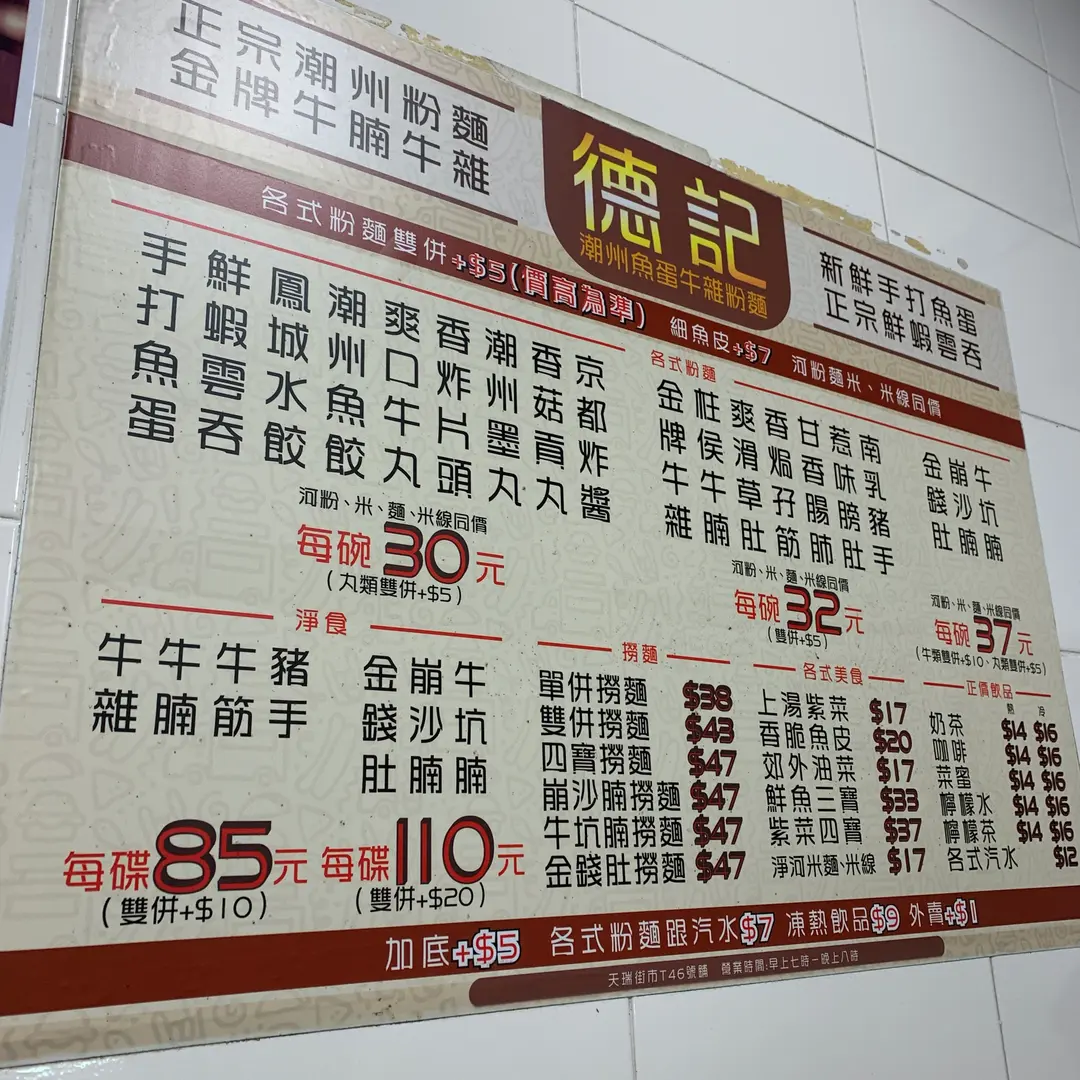 正宗潮州粉麵
金牌牛腩牛雜
德記
潮州魚蛋牛雜粉麵
新鮮手打魚蛋
正宗鮮蝦雲吞
各式粉麵雙併+$5(價高為準) 細魚皮+$7 河粉麵米、米線同價
手打魚蛋
鮮蝦雲吞
鳳城水餃
潮州魚餃
爽口牛丸
香炸片頭
潮州墨丸
香菇貢丸
京都炸醬
河粉、米、麵、米線同價
每碗30元
(丸類雙併+$5)
各式粉麵
金牌牛雜
柱侯牛腩
爽滑草肚
香焗孖筋
甘香腸肺
惹味膀肚
南乳豬手
河粉、米、麵、米線同價
每碗32元
(雙併+$5)
金錢肚
崩沙腩
牛坑腩
河粉、米、麵、米線同價
每碗37元
(牛類雙併+$10、丸類雙併+$5)
淨食
牛雜
牛腩
牛筋
豬手
每碟85元
(雙併+$10)
金錢肚
崩沙腩
牛坑腩
每碟110元
(雙併+$20)
撈麵
單併撈麵 $38
雙併撈麵 $43
四寶撈麵 $47
崩沙腩撈麵 $47
牛坑腩撈麵 $47
金錢肚撈麵 $47
各式美食
上湯紫菜 $17
香脆魚皮 $20
郊外油菜 $17
鮮魚三寶 $33
紫菜四寶 $37
淨河米麵、米線 $17
正價飲品
熱 冷
奶茶 $14 $16
咖啡 $14 $16
菜蜜 $14 $16
檸檬水 $14 $16
檸檬茶 $14 $16
各式汽水 $12
加底+$5 各式粉麵跟汽水$7 凍熱飲品$9 外賣+$1
天瑞街市T46號舖 營業時間:早上七時-晚上八時